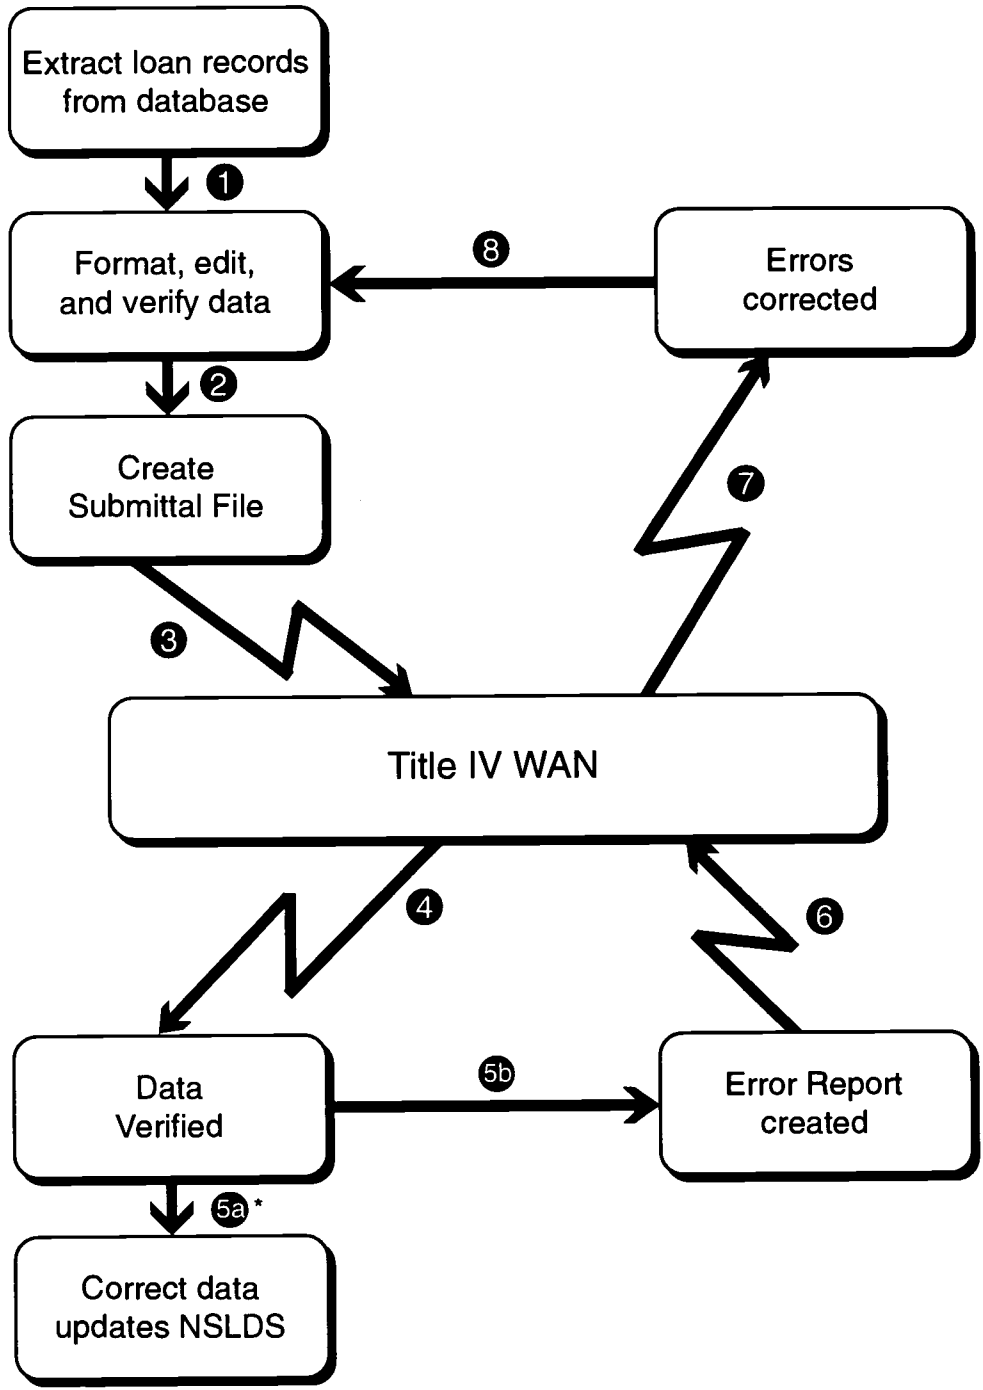 Extract loan records
from database
1
Format, edit,
and verify data
8
Errors
corrected
2
Create
Submittal File
7
3
Title IV WAN
4
6
Data
Verified
5b
Error Report
created
5a*
Correct data
updates NSLDS